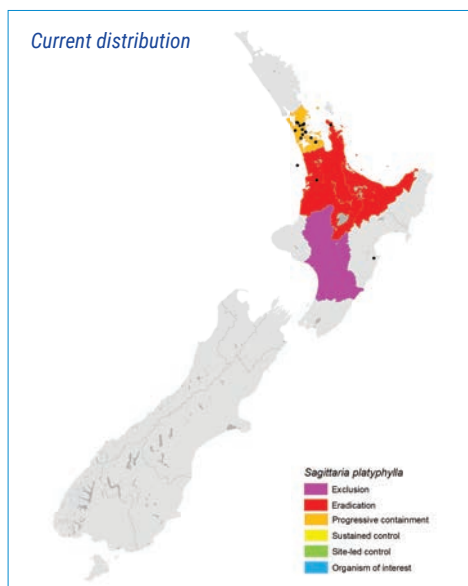 Current distribution
Sagittaria platyphylla
Exclusion
Eradication
Progressive containment
Sustained control
Site-led control
Organism of interest